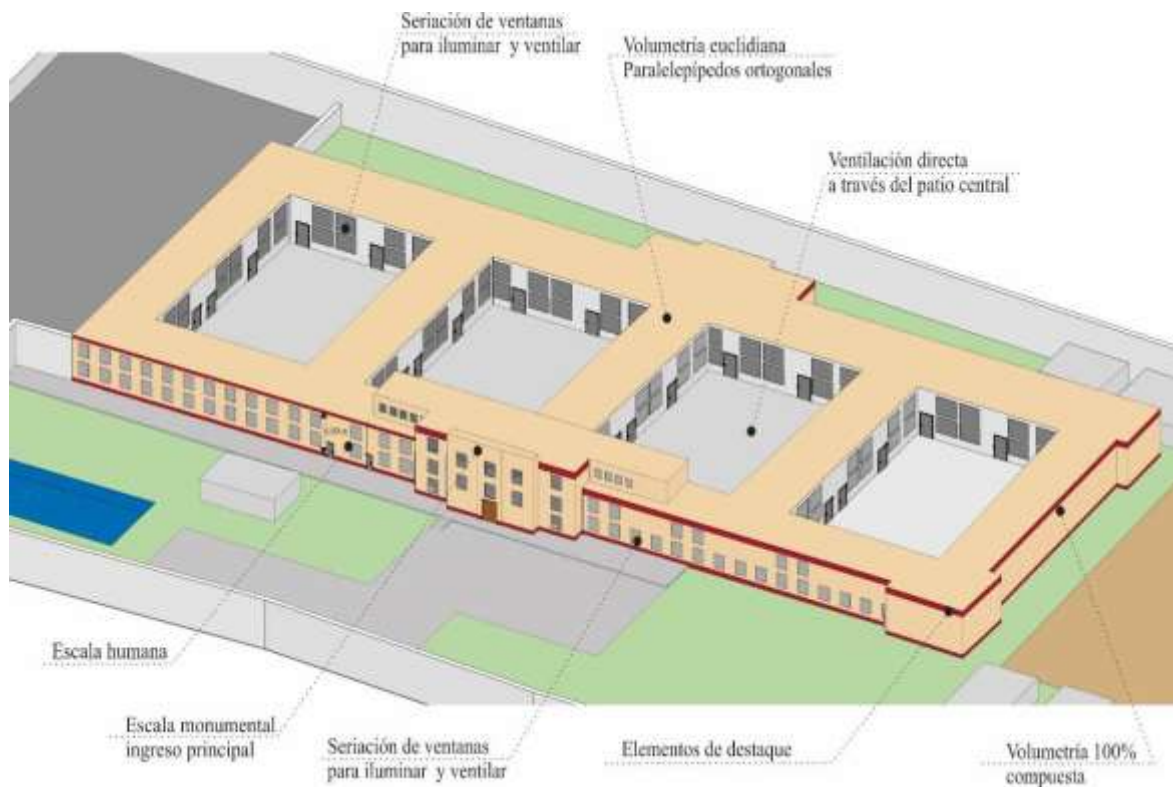 Seriación de ventanas
para iluminar y ventilar
Volumetría euclidiana
Paralelepípedos ortogonales
Ventilación directa
a través del patio central
Escala humana
Escala monumental
ingreso principal
Seriación de ventanas
para iluminar y ventilar
Elementos de destaque
Volumetría 100%
compuesta